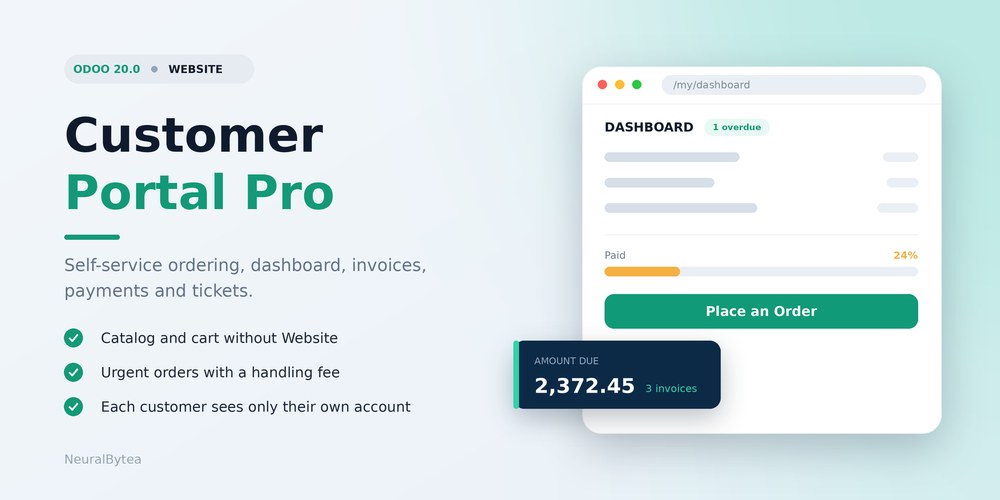 ODOO 20.0 • WEBSITE
Customer
Portal Pro
Self-service ordering, dashboard, invoices,
payments and tickets.
Catalog and cart without Website
Urgent orders with a handling fee
Each customer sees only their own account
NeuralBytea
/my/dashboard
DASHBOARD 1 overdue
Paid 24%
Place an Order
AMOUNT DUE
2,372.45 3 invoices